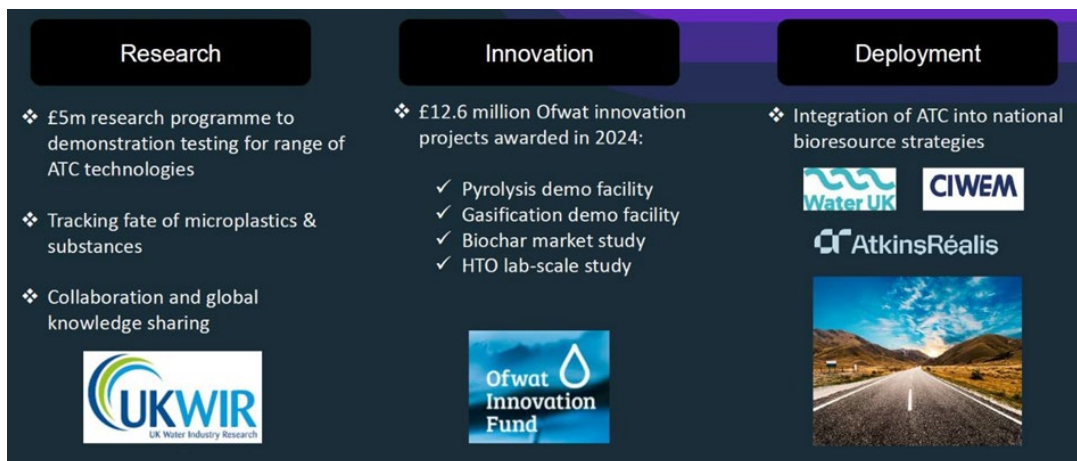 Research
❖ £5m research programme to
demonstration testing for range of
ATC technologies
❖ Tracking fate of microplastics &
substances
❖ Collaboration and global
knowledge sharing
UKWIR
UK Water Industry Research
Innovation
❖ £12.6 million Ofwat innovation
projects awarded in 2024:
✓ Pyrolysis demo facility
✓ Gasification demo facility
✓ Biochar market study
✓ HTO lab-scale study
Ofwat
Innovation
Fund
Deployment
❖ Integration of ATC into national
bioresource strategies
Water UK
CIWEM
AtkinsRéalis